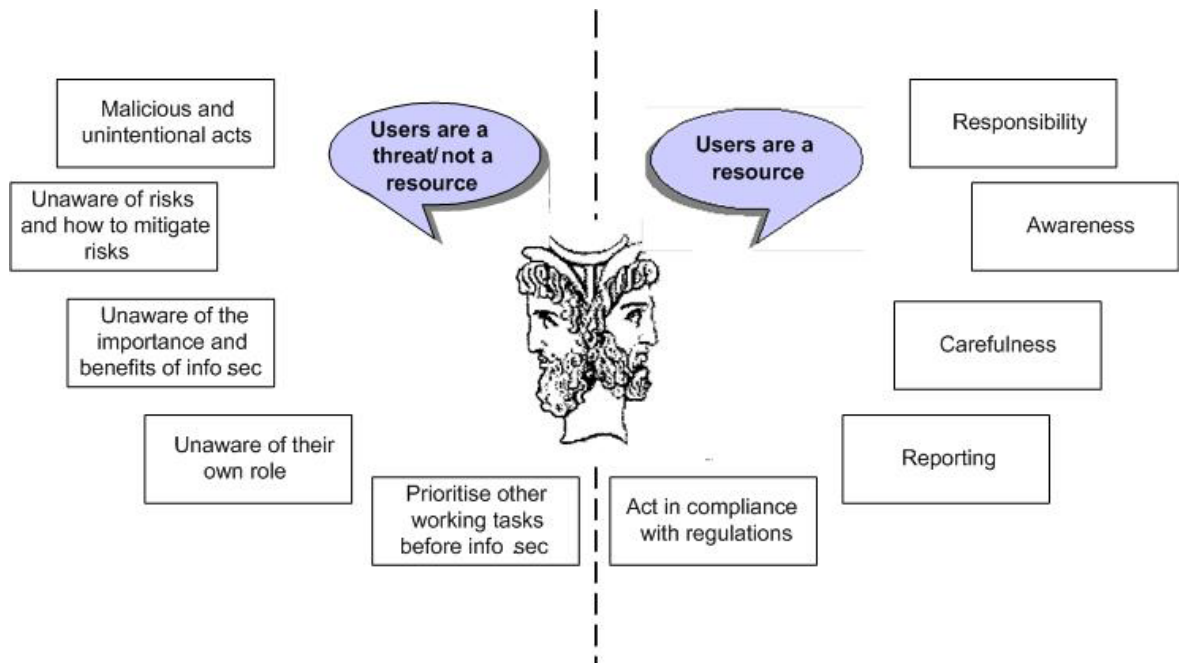 Malicious and
unintentional acts
Unaware of risks
and how to mitigate
risks
Unaware of the
importance and
benefits of info.sec
Unaware of their
own role
Prioritise other
working tasks
before info .sec
Users are a
threat/not a
resource
Users are a
resource
Responsibility
Awareness
Carefulness
Reporting
Act in compliance
with regulations